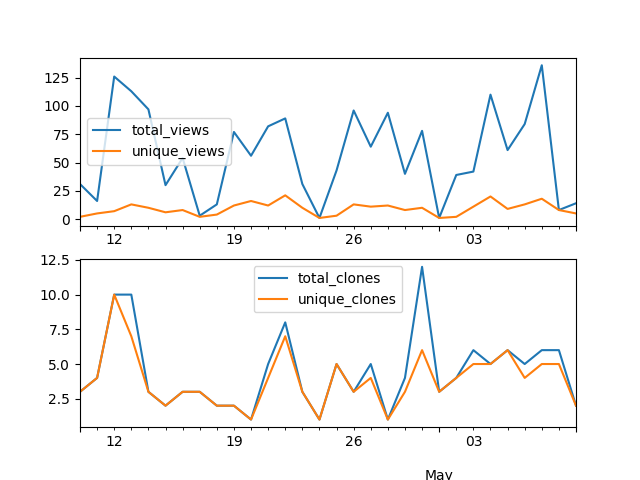 125
100
75
50
25
0
total_views
unique_views
12 19 26 03
12.5
10.0
7.5
5.0
2.5
total_clones
unique_clones
12 19 26 03
May